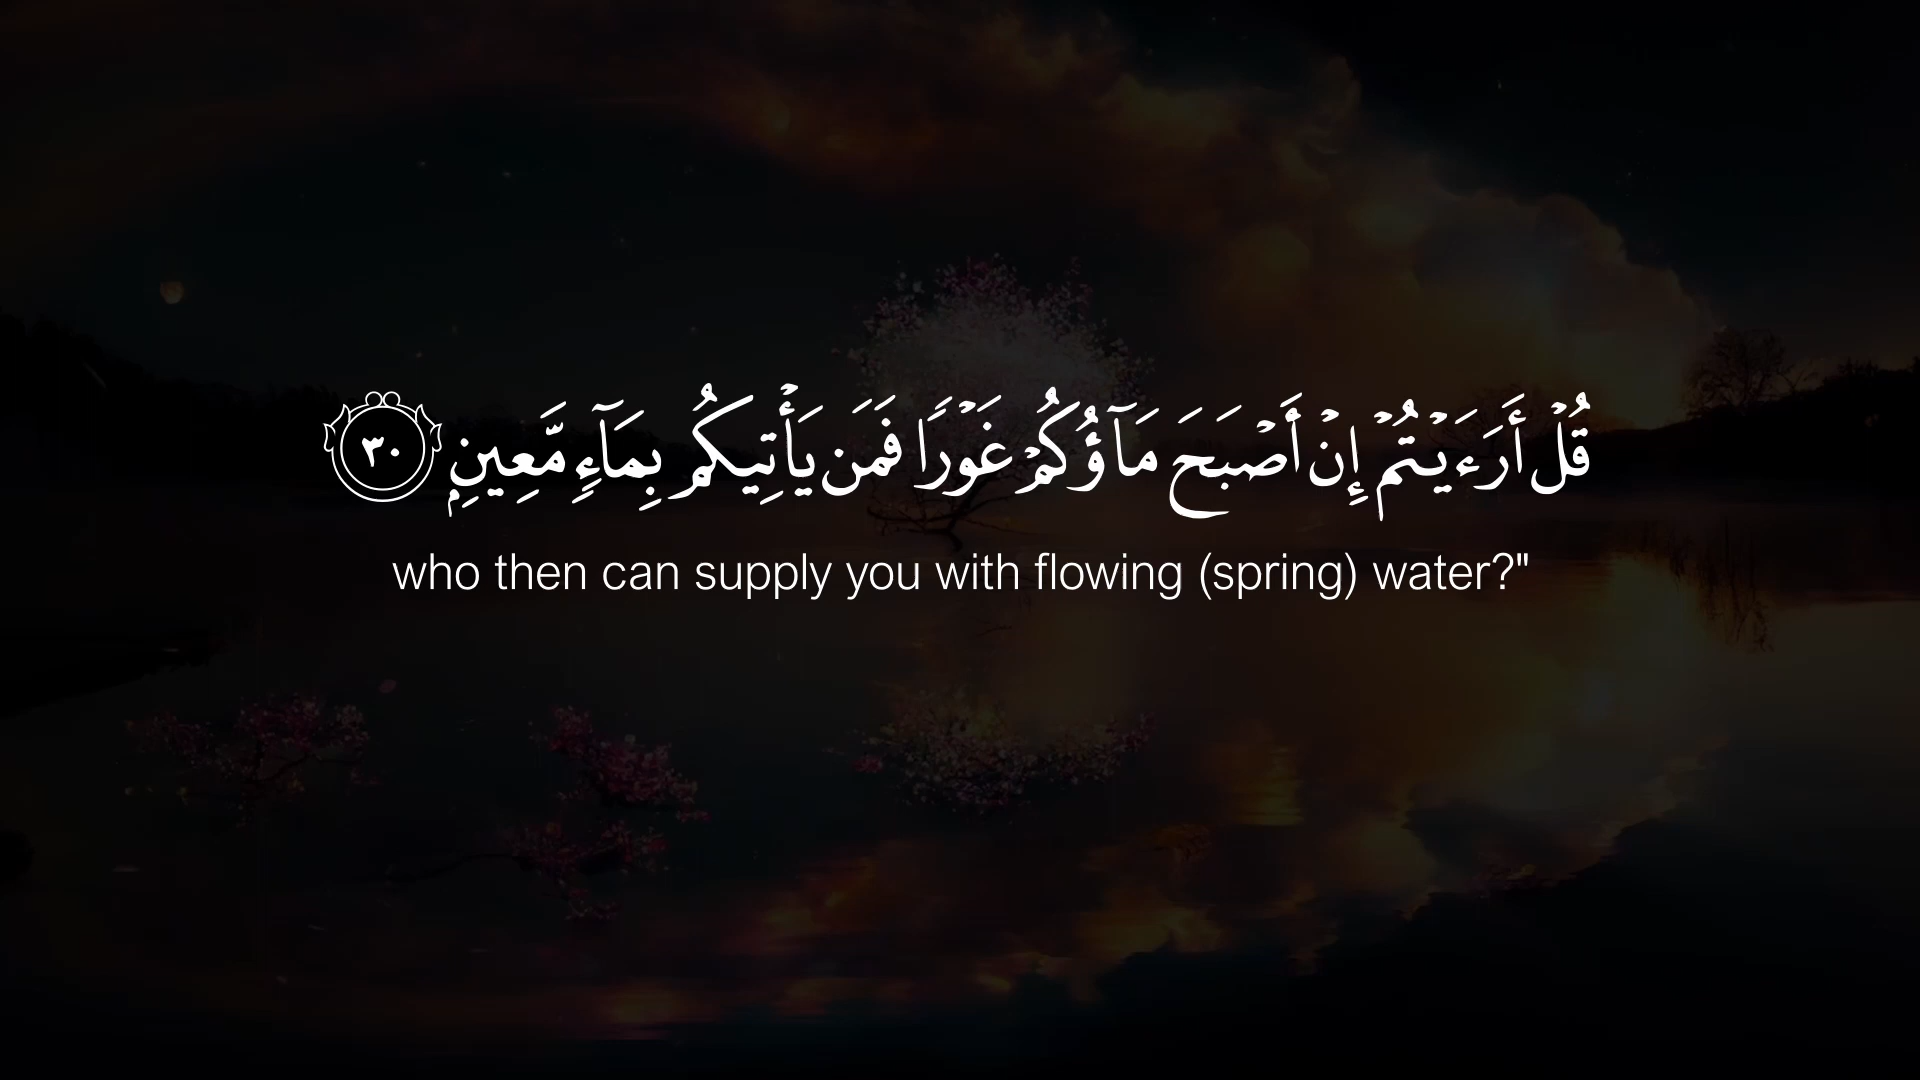 قُلْ أَرَءَيْتُمْ إِنْ أَصْبَحَ مَآؤُكُمْ غَوْرًا فَمَن يَأْتِيكُم بِمَآءٍ مَّعِينٍۭ ٣٠
who then can supply you with flowing (spring) water?"